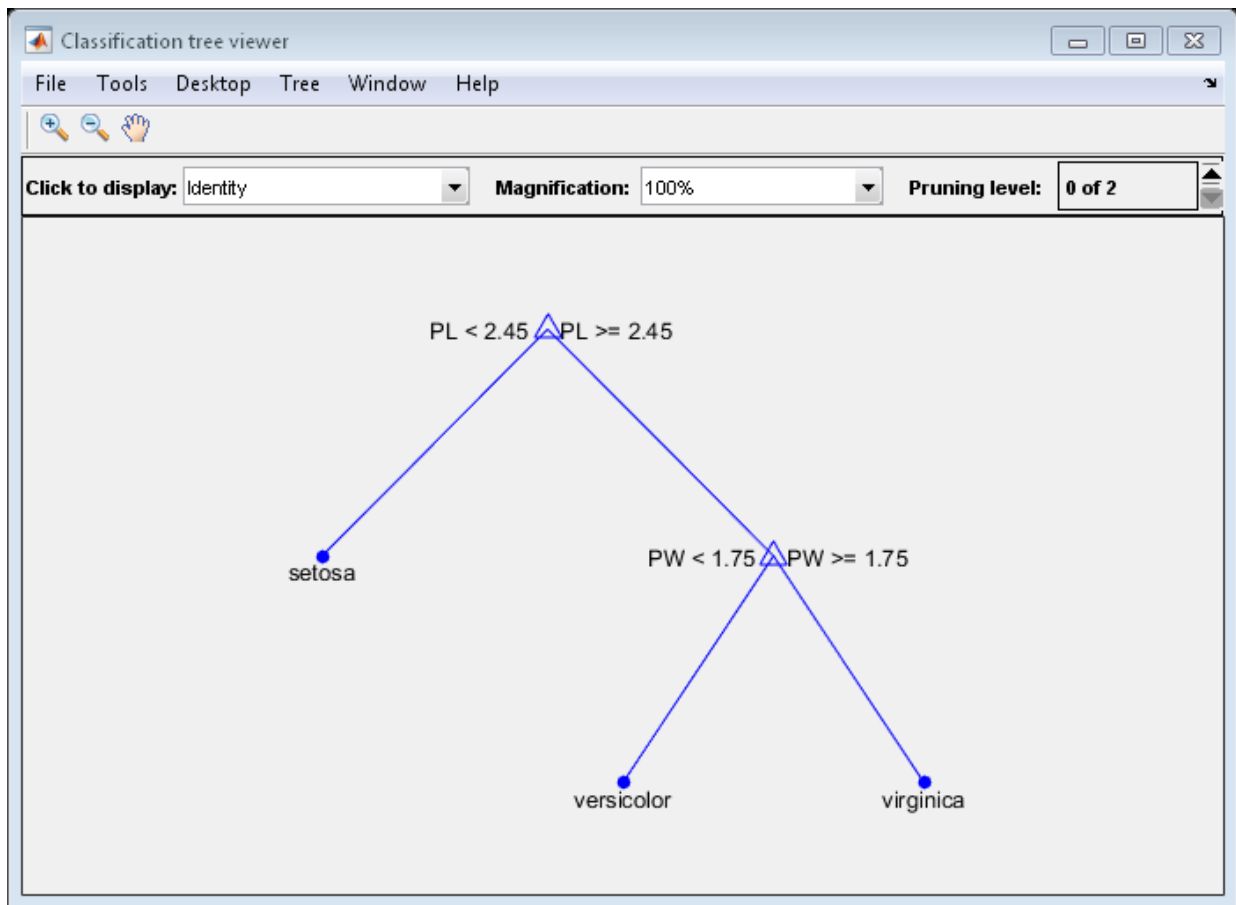 Classification tree viewer
File Tools Desktop Tree Window Help
Click to display: Identity Magnification: 100% Pruning level: 0 of 2
PL < 2.45 PL >= 2.45
setosa
PW < 1.75 PW >= 1.75
versicolor virginica